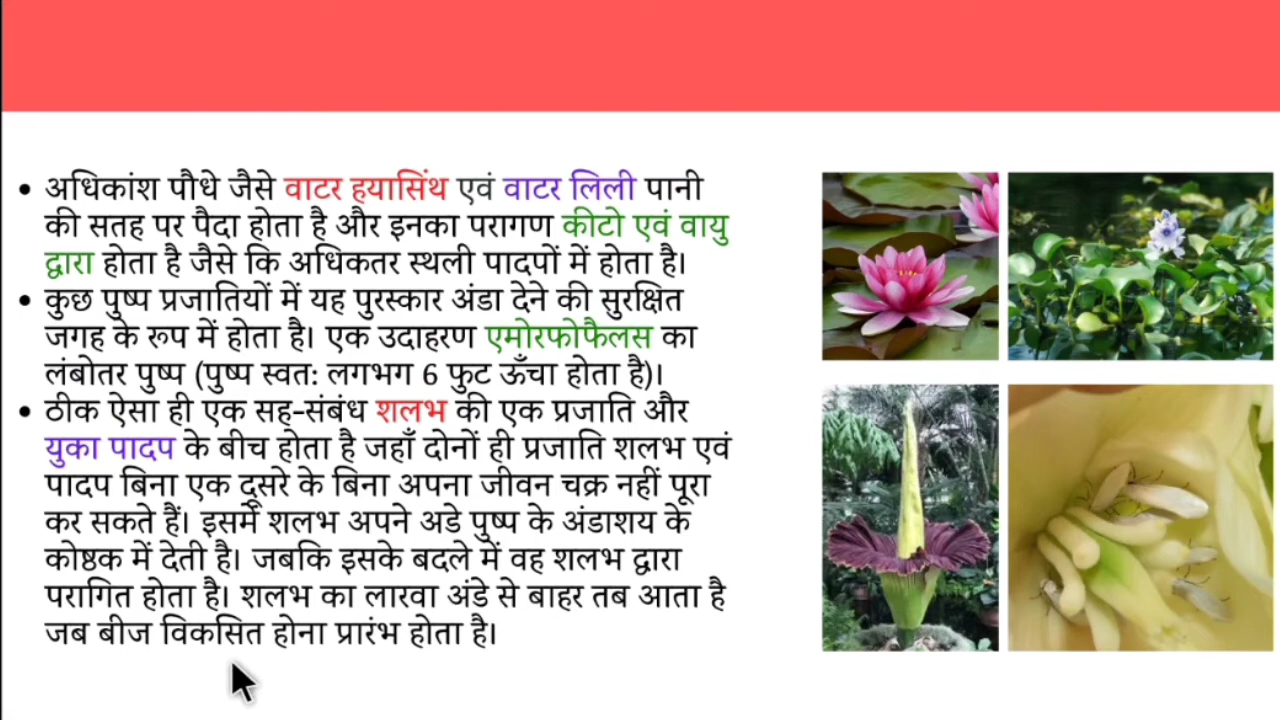 • अधिकांश पौधे जैसे वाटर हयासिंथ एवं वाटर लिली पानी
की सतह पर पैदा होता है और इनका परागण कीटो एवं वायु
द्वारा होता है जैसे कि अधिकतर स्थली पादपों में होता है।
• कुछ पुष्प प्रजातियों में यह पुरस्कार अंडा देने की सुरक्षित
जगह के रूप में होता है। एक उदाहरण एमोरफोफैलस का
लंबोतर पुष्प (पुष्प स्वत: लगभग 6 फुट ऊँचा होता है)।
• ठीक ऐसा ही एक सह-संबंध शलभ की एक प्रजाति और
युका पादप के बीच होता है जहाँ दोनों ही प्रजाति शलभ एवं
पादप बिना एक दूसरे के बिना अपना जीवन चक्र नहीं पूरा
कर सकते हैं। इसमें शलभ अपने अडे पुष्प के अंडाशय के
कोष्ठक में देती है। जबकि इसके बदले में वह शलभ द्वारा
परागित होता है। शलभ का लारवा अंडे से बाहर तब आता है
जब बीज विकसित होना प्रारंभ होता है।